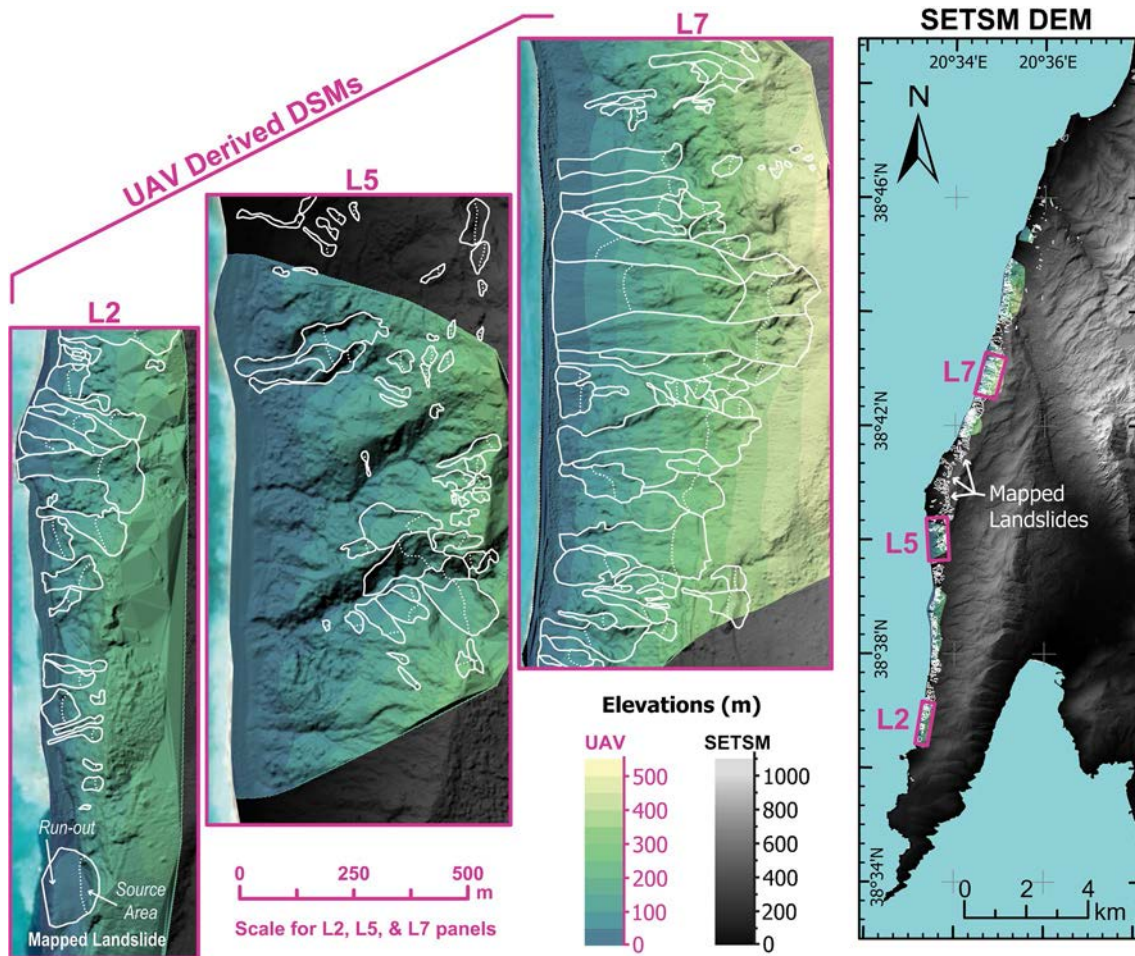 SETSM DEM
20°34'E 20°36'E
UAV Derived DSMs
L7
L5
L2
N
38°46'N
38°42'N
38°38'N
38°34'N
L7
L5
L2
Mapped
Landslides
0 2 4
km
Run-out
Source
Area
Mapped Landslide
0 250 500
m
Scale for L2, L5, & L7 panels
Elevations (m)
UAV SETSM
500
400
300
200
100
0
1000
800
600
400
200
0